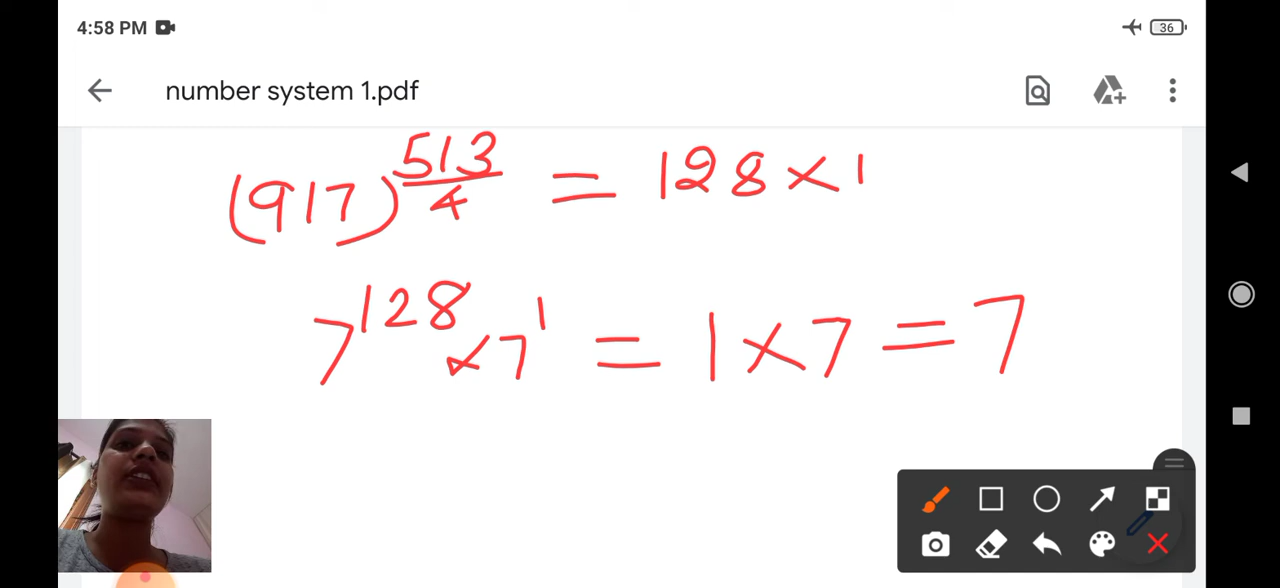 4:58 PM 36
number system 1.pdf
(917)^513/4 = 128 × 1
7^128 × 7^1 = 1 × 7 = 7